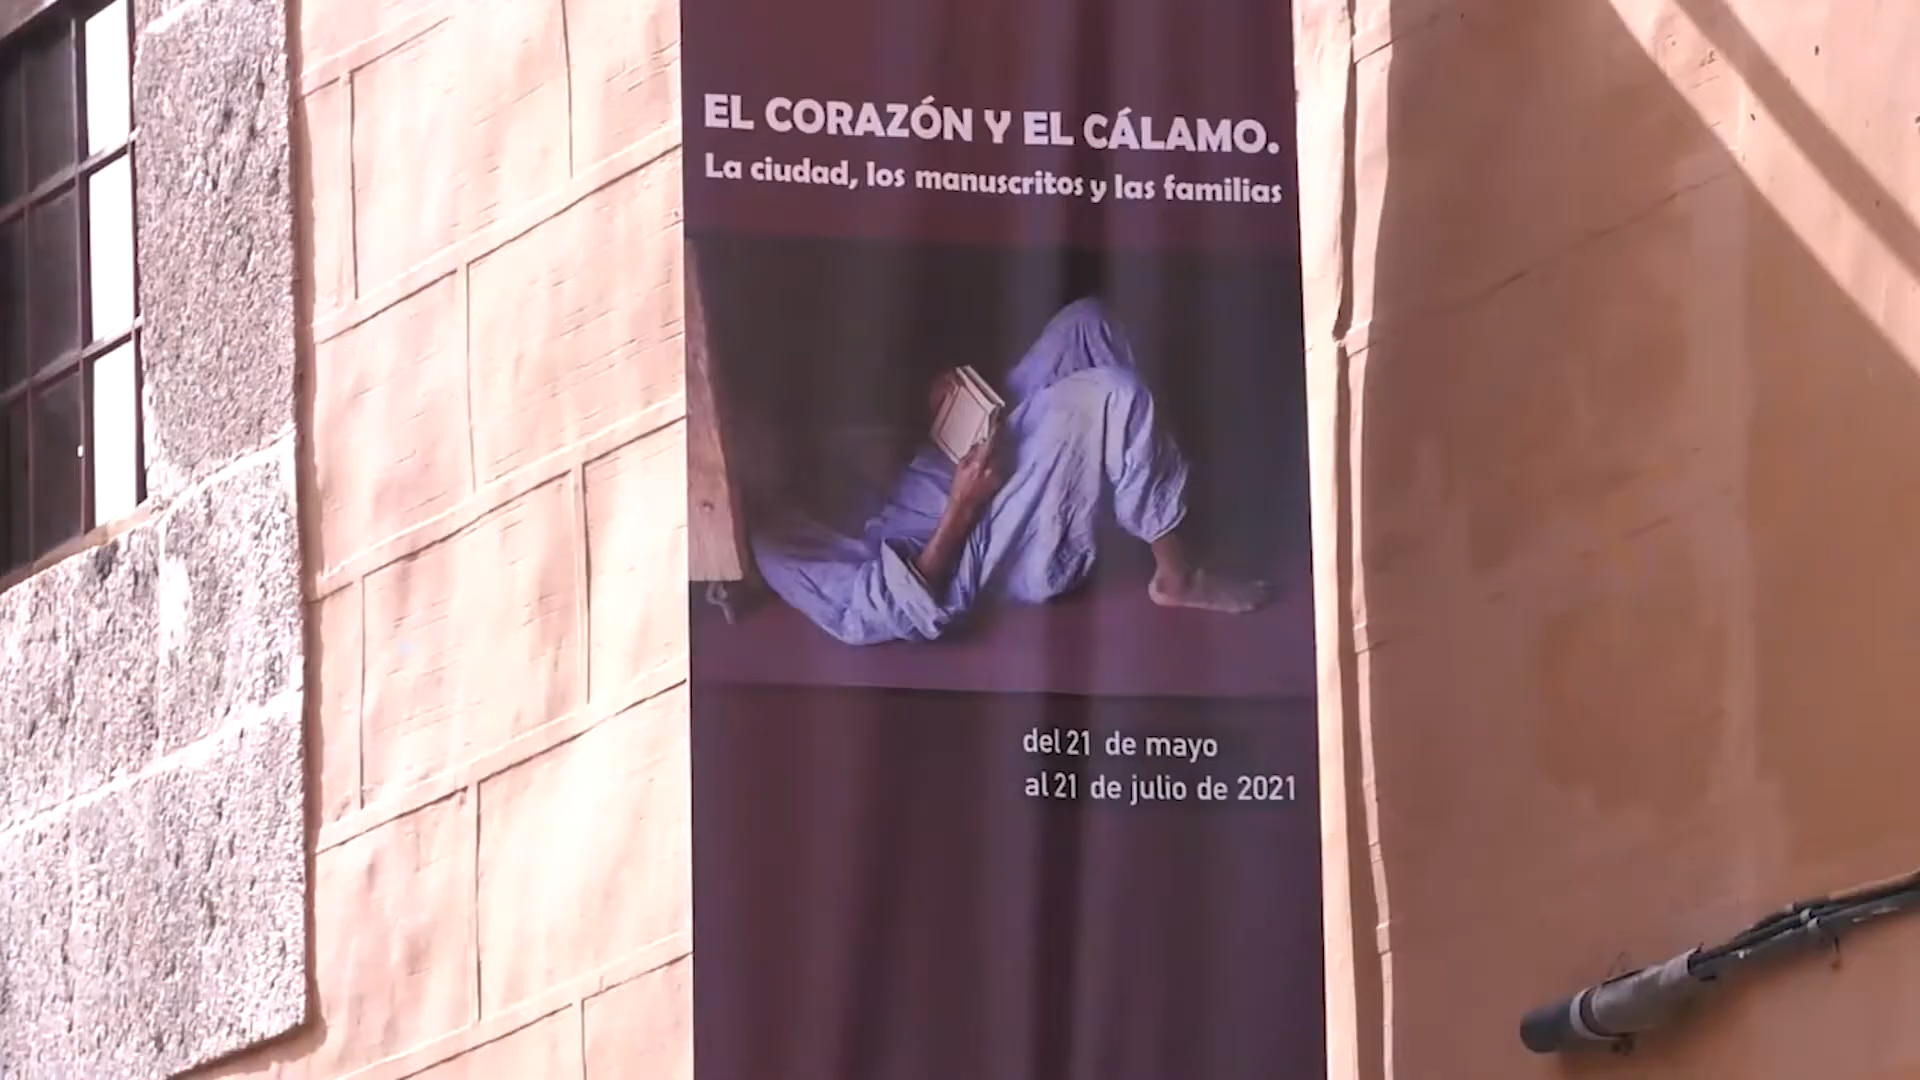 EL CORAZÓN Y EL CÁLAMO.
La ciudad, los manuscritos y las familias
del 21 de mayo
al 21 de julio de 2021